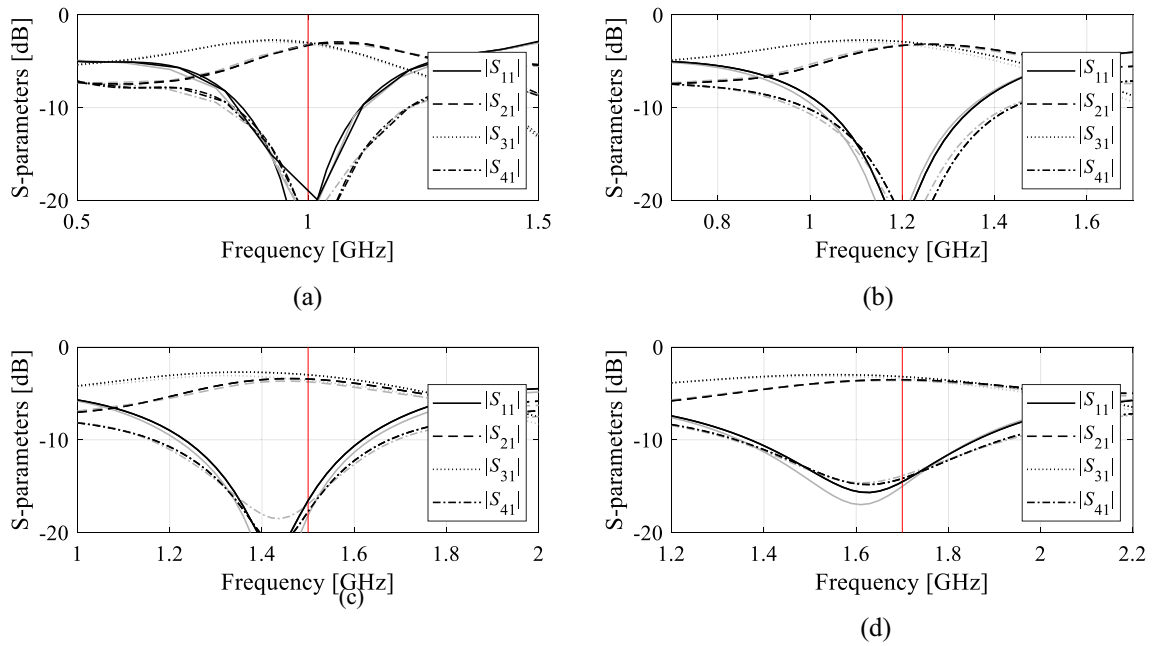 S-parameters [dB]
0
-10
-20
0.5
1
1.5
Frequency [GHz]
|S11|
|S21|
|S31|
|S41|
(a)
S-parameters [dB]
0
-10
-20
0.8
1
1.2
1.4
1.6
Frequency [GHz]
|S11|
|S21|
|S31|
|S41|
(b)
S-parameters [dB]
0
-10
-20
1
1.2
1.4
1.6
1.8
2
Frequency [GHz]
|S11|
|S21|
|S31|
|S41|
(c)
S-parameters [dB]
0
-10
-20
1.2
1.4
1.6
1.8
2
2.2
Frequency [GHz]
|S11|
|S21|
|S31|
|S41|
(d)